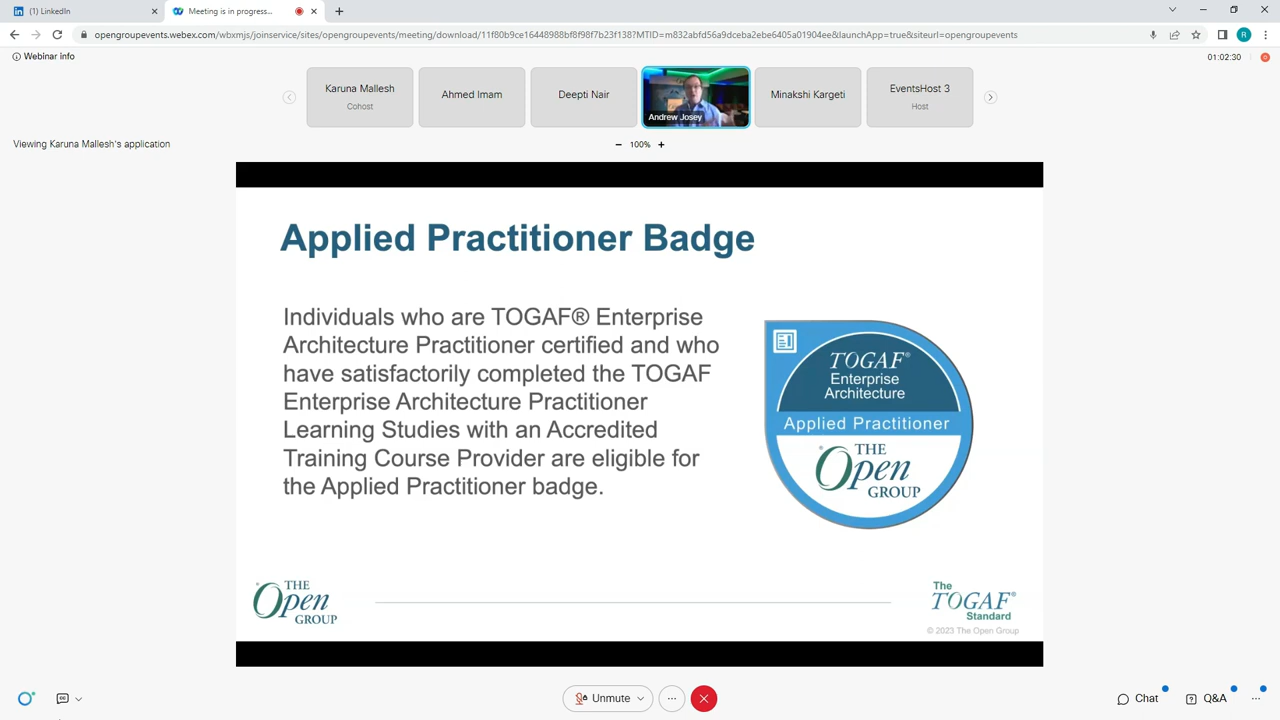 (1) LinkedIn
Meeting is in progress...
opengroupevents.webex.com/wbxmjs/joinservice/sites/opengroupevents/meeting/download/11f80b9ce16448988bf8f98f7b23f138?MTID=m832abfd56a9dceba2ebe6405a01904ee&launchApp=true&siteurl=opengroupevents
R
Webinar info
01:02:30
Karuna Mallesh
Cohost
Ahmed Imam
Deepti Nair
Andrew Josey
Minakshi Kargeti
EventsHost 3
Host
Viewing Karuna Mallesh's application
100%
Applied Practitioner Badge
Individuals who are TOGAF® Enterprise
Architecture Practitioner certified and who
have satisfactorily completed the TOGAF
Enterprise Architecture Practitioner
Learning Studies with an Accredited
Training Course Provider are eligible for
the Applied Practitioner badge.
TOGAF®
Enterprise
Architecture
Applied Practitioner
THE
Open
GROUP
THE
Open
GROUP
The
TOGAF®
Standard
© 2023 The Open Group
Unmute
Chat
Q&A